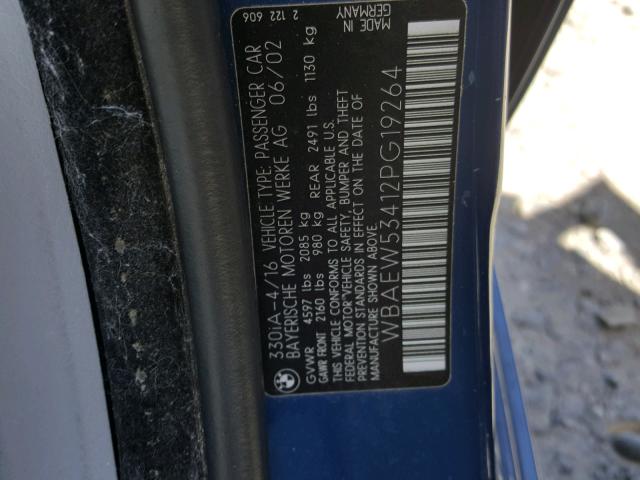 330iA-4/16 VEHICLE TYPE: PASSENGER CAR 2 122 606
BAYERISCHE MOTOREN WERKE AG 06/02
GVWR 4597 lbs 2085 kg
GAWR FRONT 2160 lbs 980 kg REAR 2491 lbs 1130 kg
THIS VEHICLE CONFORMS TO ALL APPLICABLE U.S.
FEDERAL MOTOR VEHICLE SAFETY, BUMPER AND THEFT
PREVENTION STANDARDS IN EFFECT ON THE DATE OF
MANUFACTURE SHOWN ABOVE.
MADE IN
GERMANY
WBAEW53412PG19264